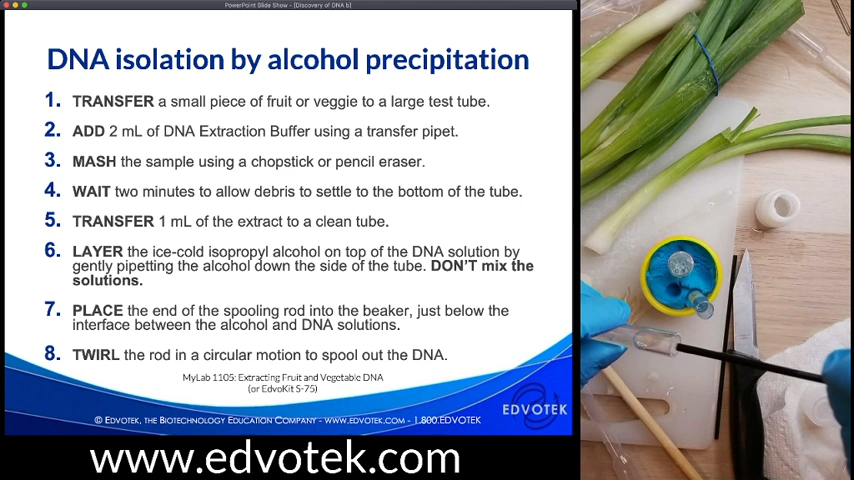 PowerPoint Slide Show - [Discovery of DNA b]
DNA isolation by alcohol precipitation
1. TRANSFER a small piece of fruit or veggie to a large test tube.
2. ADD 2 mL of DNA Extraction Buffer using a transfer pipet.
3. MASH the sample using a chopstick or pencil eraser.
4. WAIT two minutes to allow debris to settle to the bottom of the tube.
5. TRANSFER 1 mL of the extract to a clean tube.
6. LAYER the ice-cold isopropyl alcohol on top of the DNA solution by
gently pipetting the alcohol down the side of the tube. DON'T mix the
solutions.
7. PLACE the end of the spooling rod into the beaker, just below the
interface between the alcohol and DNA solutions.
8. TWIRL the rod in a circular motion to spool out the DNA.
MyLab 1105: Extracting Fruit and Vegetable DNA
(or EdvoKit S-75)
EDVOTEK
© EDVOTEK, THE BIOTECHNOLOGY EDUCATION COMPANY - WWW.EDVOTEK.COM - 1.800.EDVOTEK
www.edvotek.com